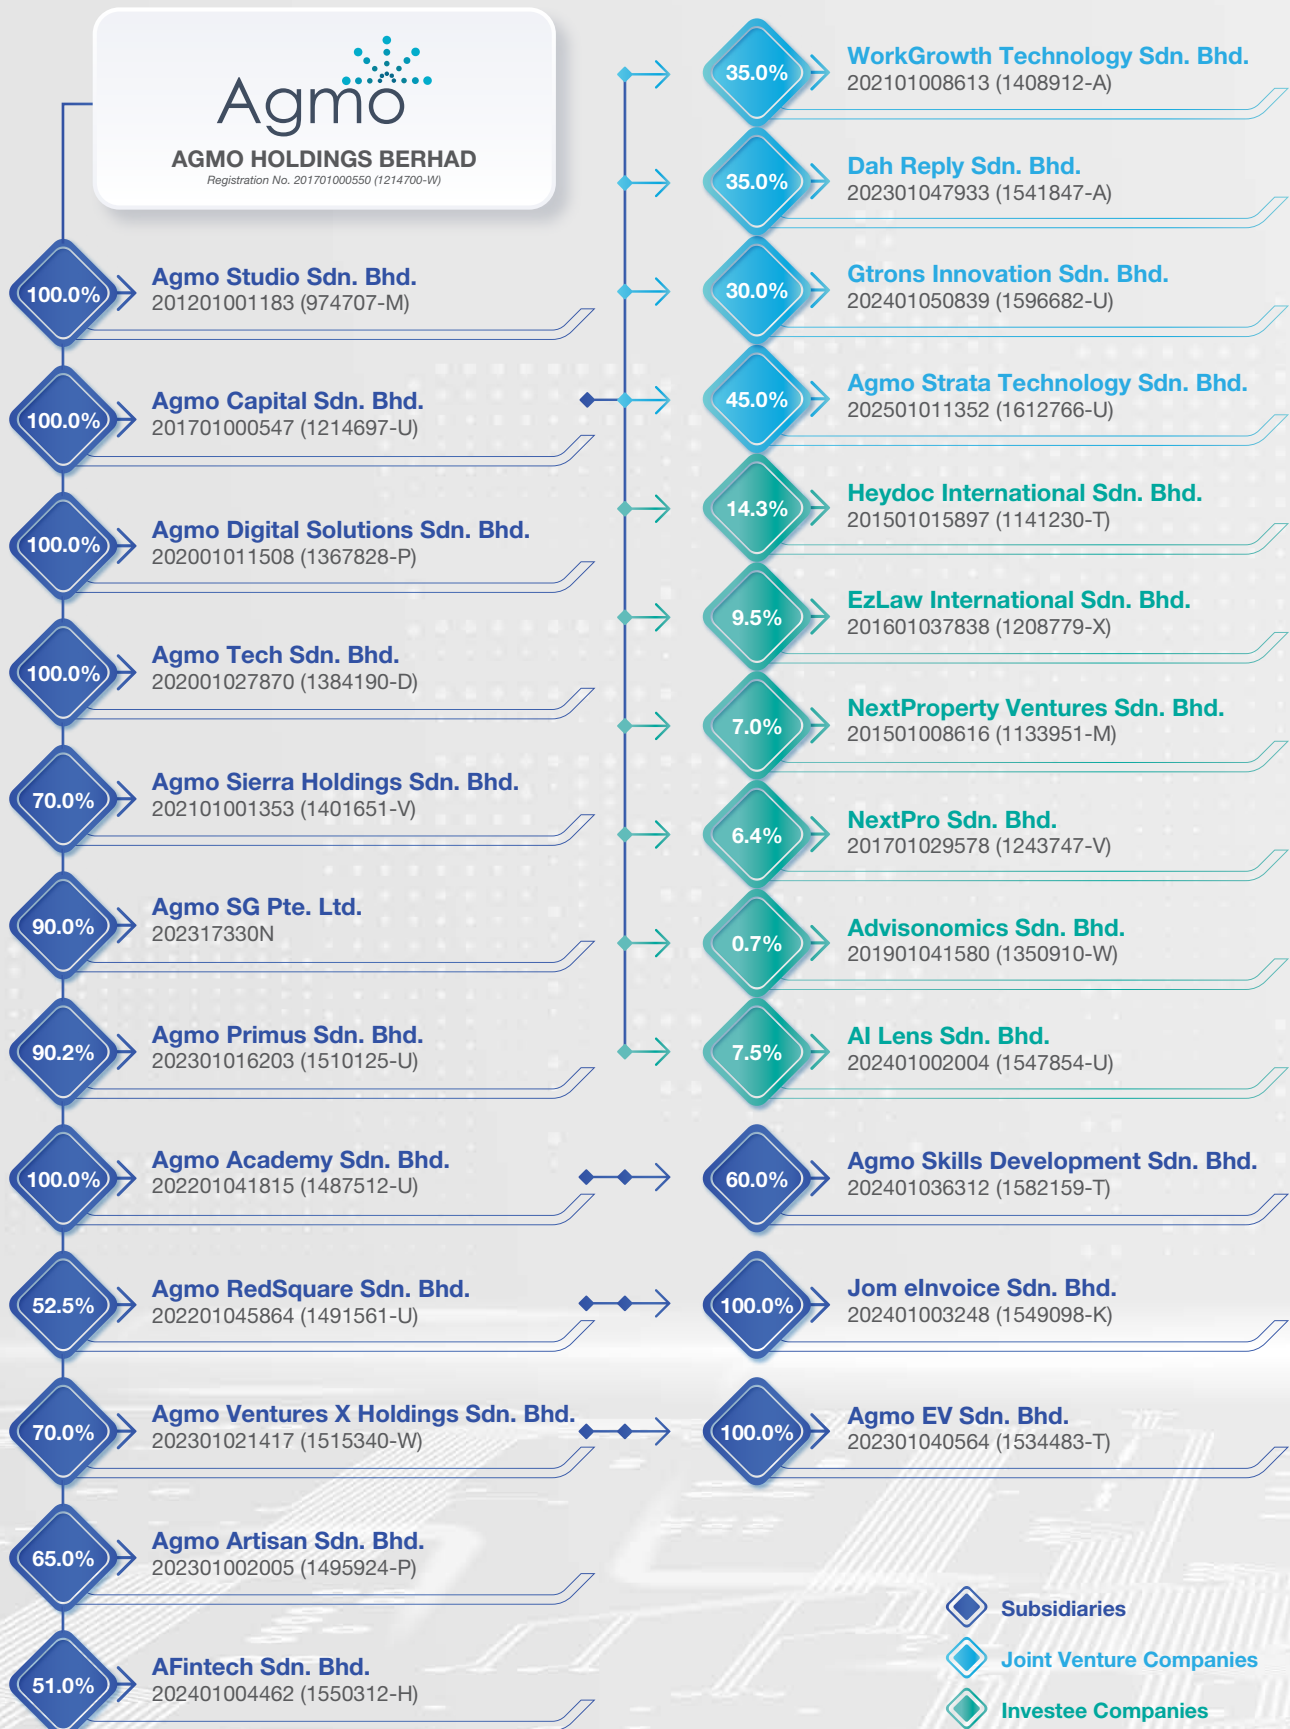 Agmo
AGMO HOLDINGS BERHAD
Registration No. 201701000550 (1214700-W)
100.0%
Agmo Studio Sdn. Bhd.
201201001183 (974707-M)
100.0%
Agmo Capital Sdn. Bhd.
201701000547 (1214697-U)
100.0%
Agmo Digital Solutions Sdn. Bhd.
202001011508 (1367828-P)
100.0%
Agmo Tech Sdn. Bhd.
202001027870 (1384190-D)
70.0%
Agmo Sierra Holdings Sdn. Bhd.
202101001353 (1401651-V)
90.0%
Agmo SG Pte. Ltd.
202317330N
90.2%
Agmo Primus Sdn. Bhd.
202301016203 (1510125-U)
100.0%
Agmo Academy Sdn. Bhd.
202201041815 (1487512-U)
52.5%
Agmo RedSquare Sdn. Bhd.
202201045864 (1491561-U)
70.0%
Agmo Ventures X Holdings Sdn. Bhd.
202301021417 (1515340-W)
65.0%
Agmo Artisan Sdn. Bhd.
202301002005 (1495924-P)
51.0%
AFintech Sdn. Bhd.
202401004462 (1550312-H)
35.0%
WorkGrowth Technology Sdn. Bhd.
202101008613 (1408912-A)
35.0%
Dah Reply Sdn. Bhd.
202301047933 (1541847-A)
30.0%
Gtrons Innovation Sdn. Bhd.
202401050839 (1596682-U)
45.0%
Agmo Strata Technology Sdn. Bhd.
202501011352 (1612766-U)
14.3%
Heydoc International Sdn. Bhd.
201501015897 (1141230-T)
9.5%
EzLaw International Sdn. Bhd.
201601037838 (1208779-X)
7.0%
NextProperty Ventures Sdn. Bhd.
201501008616 (1133951-M)
6.4%
NextPro Sdn. Bhd.
201701029578 (1243747-V)
0.7%
Advisonomics Sdn. Bhd.
201901041580 (1350910-W)
7.5%
AI Lens Sdn. Bhd.
202401002004 (1547854-U)
60.0%
Agmo Skills Development Sdn. Bhd.
202401036312 (1582159-T)
100.0%
Jom eInvoice Sdn. Bhd.
202401003248 (1549098-K)
100.0%
Agmo EV Sdn. Bhd.
202301040564 (1534483-T)
Subsidiaries
Joint Venture Companies
Investee Companies